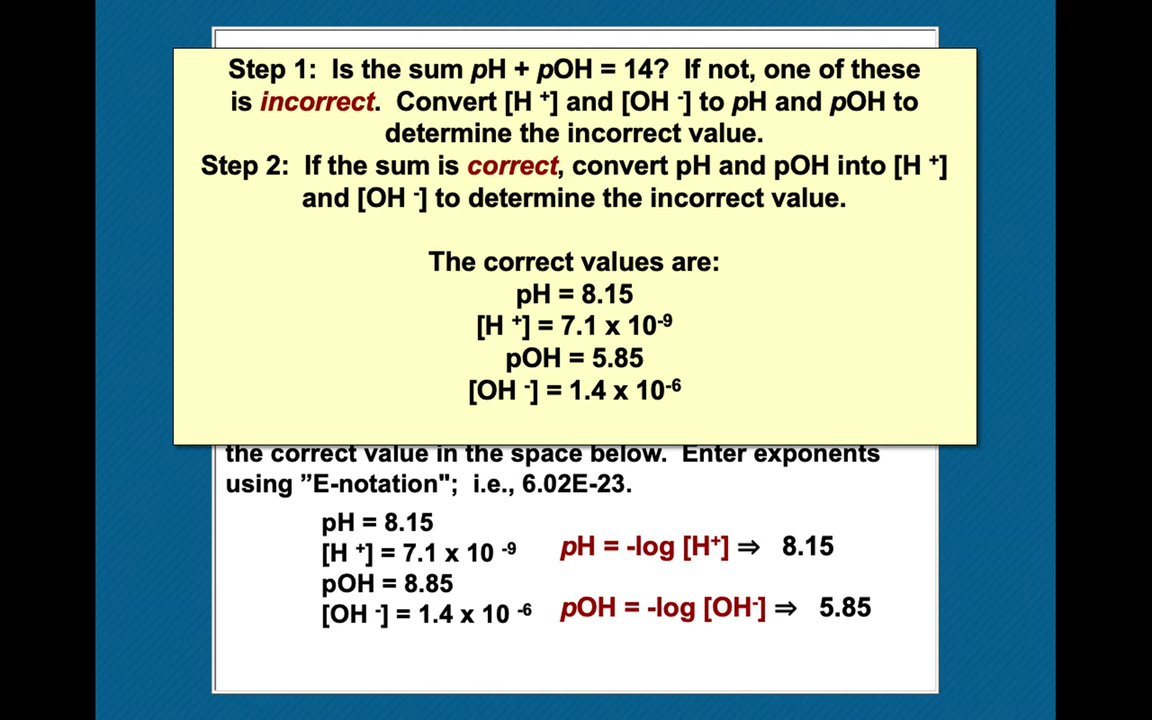 Step 1: Is the sum pH + pOH = 14? If not, one of these
is incorrect. Convert [H +] and [OH -] to pH and pOH to
determine the incorrect value.
Step 2: If the sum is correct, convert pH and pOH into [H +]
and [OH -] to determine the incorrect value.
The correct values are:
pH = 8.15
[H +] = 7.1 x 10-9
pOH = 5.85
[OH -] = 1.4 x 10-6
the correct value in the space below. Enter exponents
using ”E-notation"; i.e., 6.02E-23.
pH = 8.15
[H +] = 7.1 x 10 -9
pH = -log [H+] ⇒ 8.15
pOH = 8.85
[OH -] = 1.4 x 10 -6
pOH = -log [OH-] ⇒ 5.85